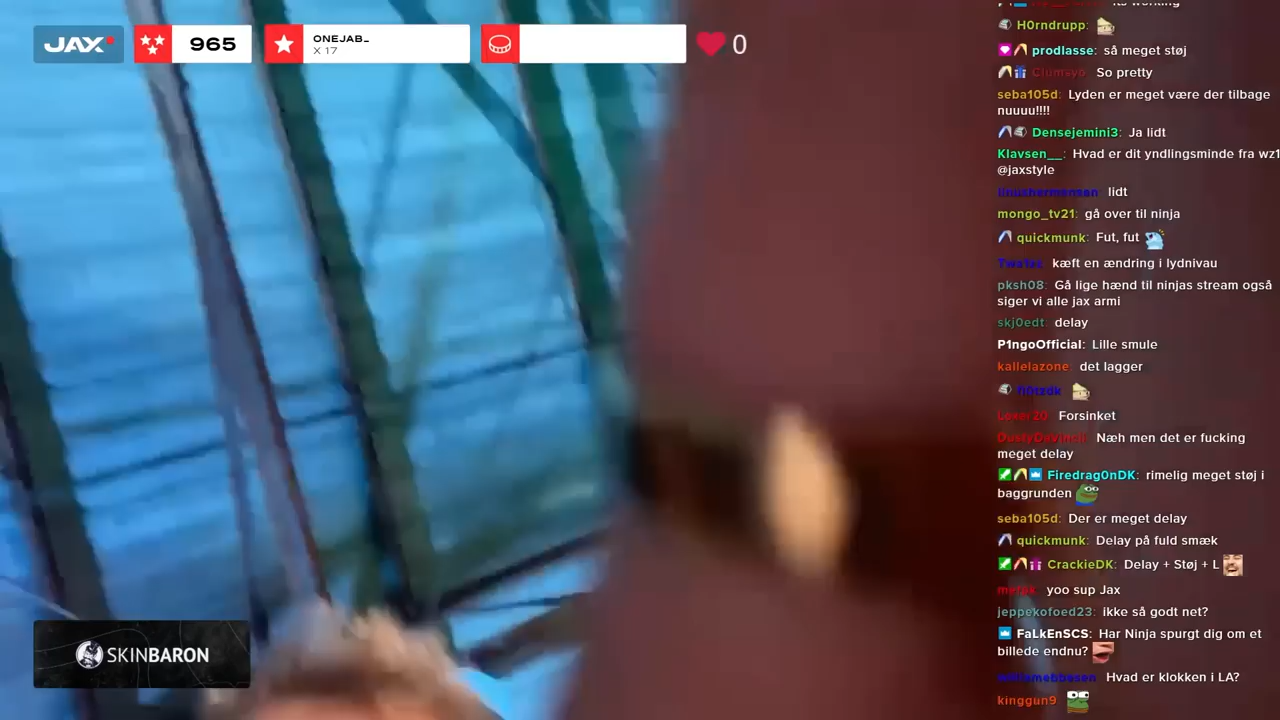 JAX
965
ONEJAB_
X 17
0
H0rndrupp:
prodlasse: så meget støj
Clumsyo So pretty
seba105d: Lyden er meget være der tilbage
nuuuu!!!!
Densejemini3: Ja lidt
Klavsen__: Hvad er dit yndlingsminde fra wz1
@jaxstyle
linushermansen lidt
mongo_tv21: gå over til ninja
quickmunk: Fut, fut
kæft en ændring i lydnivau
pksh08: Gå lige hænd til ninjas stream også
siger vi alle jax armi
skj0edt: delay
P1ngoOfficial: Lille smule
kallelazone: det lagger
Loxer20 Forsinket
DustyDavinci: Næh men det er fucking
meget delay
Firedrag0nDK: rimelig meget støj i
baggrunden
seba105d: Der er meget delay
quickmunk: Delay på fuld smæk
CrackieDK: Delay + Støj + L
yoo sup Jax
jeppekofoed23: ikke så godt net?
FaLkEnSCS: Har Ninja spurgt dig om et
billede endnu?
Hvad er klokken i LA?
kinggun9
SKINBARON